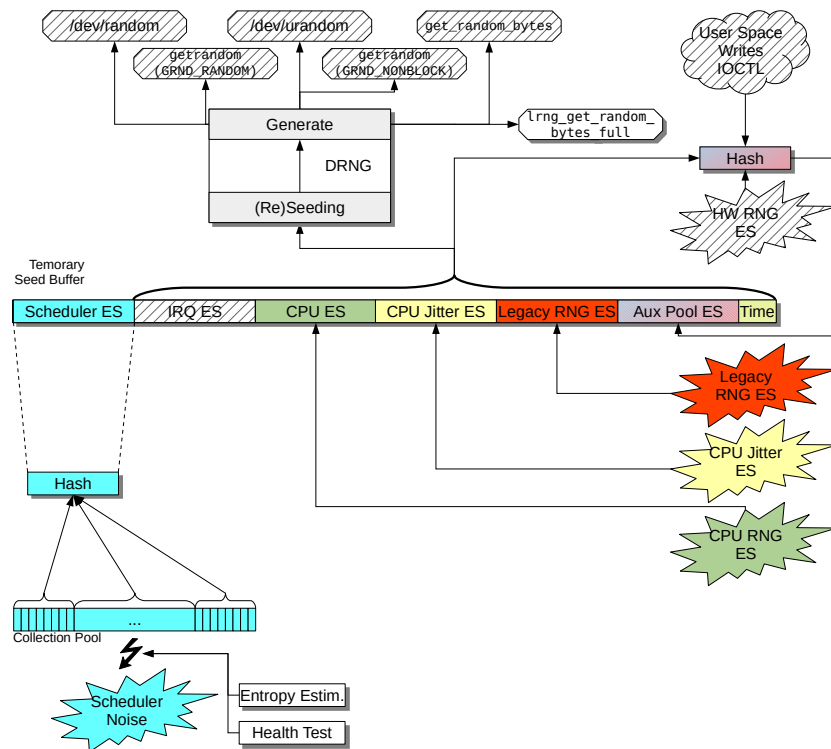 /dev/random
/dev/urandom
get_random_bytes
getrandom
(GRND_RANDOM)
getrandom
(GRND_NONBLOCK)
User Space
Writes
IOCTL
Generate
lrng_get_random_
bytes_full
DRNG
Hash
(Re)Seeding
HW RNG
ES
Temorary
Seed Buffer
Scheduler ES
IRQ ES
CPU ES
CPU Jitter ES
Legacy RNG ES
Aux Pool ES
Time
Legacy
RNG ES
CPU Jitter
ES
Hash
CPU RNG
ES
...
Collection Pool
Scheduler
Noise
Entropy Estim.
Health Test